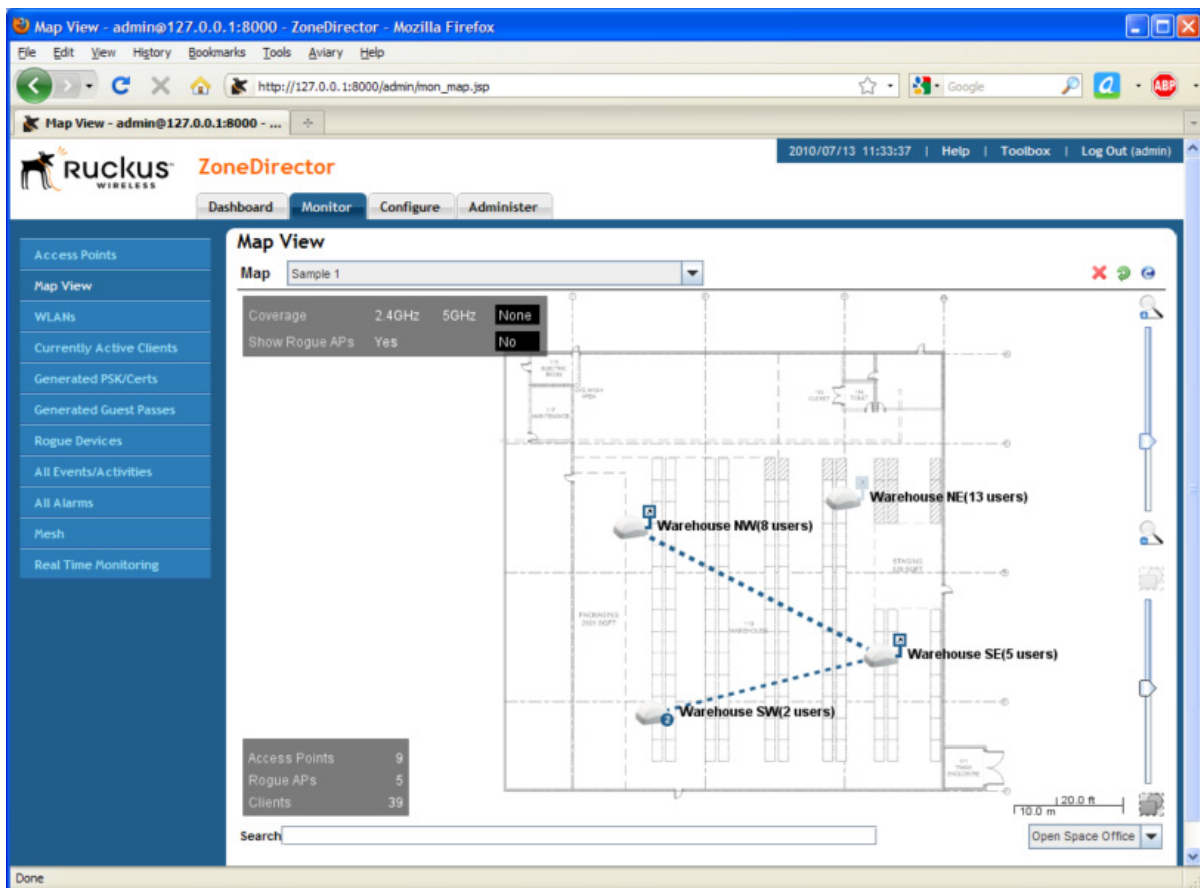 Map View - admin@127.0.0.1:8000 - ZoneDirector - Mozilla Firefox
File Edit View History Bookmarks Tools Aviary Help
http://127.0.0.1:8000/admin/mon_map.jsp
Google
ABP
Map View - admin@127.0.0.1:8000 - ...
2010/07/13 11:33:37 | Help | Toolbox | Log Out (admin)
RUCKUS
WIRELESS
ZoneDirector
Dashboard Monitor Configure Administer
Access Points
Map View
WLANs
Currently Active Clients
Generated PSK/Certs
Generated Guest Passes
Rogue Devices
All Events/Activities
All Alarms
Mesh
Real Time Monitoring
Map View
Map Sample 1
Coverage 2.4GHz 5GHz None
Show Rogue APs Yes No
Warehouse NE(13 users)
Warehouse NW(8 users)
STAGING
PACKAGING
WAREHOUSE
Warehouse SE(5 users)
Warehouse SW(2 users)
2
Access Points 9
Rogue APs 5
Clients 39
20.0 ft
10.0 m
Search
Open Space Office
Done